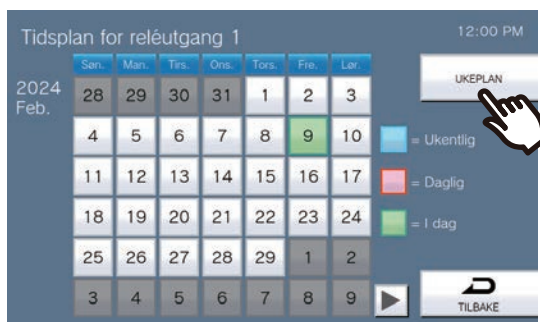 Tidsplan for reléutgang 1
12:00 PM
Søn. Man. Tirs. Ons. Tors. Fre. Lør.
UKEPLAN
2024
Feb.
28 29 30 31 1 2 3
4 5 6 7 8 9 10
= Ukentlig
11 12 13 14 15 16 17
= Daglig
18 19 20 21 22 23 24
= I dag
25 26 27 28 29 1 2
3 4 5 6 7 8 9
TILBAKE